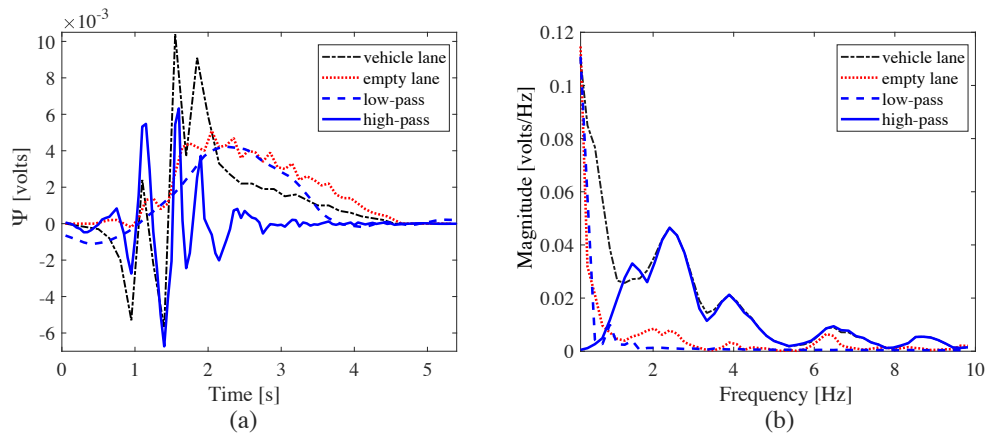 ×10⁻³
10
8
6
4
2
0
-2
-4
-6
Ψ [volts]
0 1 2 3 4 5
Time [s]
vehicle lane
empty lane
low-pass
high-pass
(a)
0.12
0.1
0.08
0.06
0.04
0.02
0
Magnitude [volts/Hz]
2 4 6 8 10
Frequency [Hz]
vehicle lane
empty lane
low-pass
high-pass
(b)